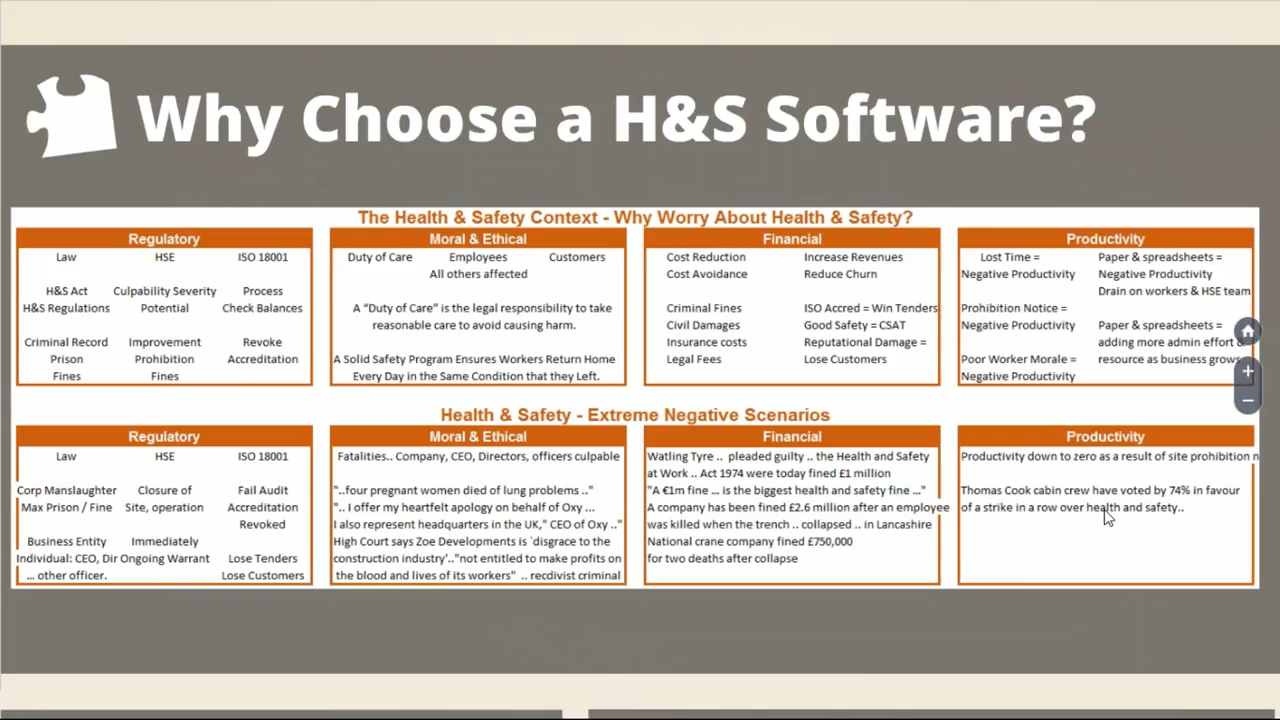 Why Choose a H&S Software?
The Health & Safety Context - Why Worry About Health & Safety?
Regulatory
Law HSE ISO 18001
H&S Act Culpability Severity Process
H&S Regulations Potential Check Balances
Criminal Record Improvement Revoke
Prison Prohibition Accreditation
Fines Fines
Moral & Ethical
Duty of Care Employees Customers
All others affected
A “Duty of Care” is the legal responsibility to take
reasonable care to avoid causing harm.
A Solid Safety Program Ensures Workers Return Home
Every Day in the Same Condition that they Left.
Financial
Cost Reduction Increase Revenues
Cost Avoidance Reduce Churn
Criminal Fines ISO Accred = Win Tenders
Civil Damages Good Safety = CSAT
Insurance costs Reputational Damage =
Legal Fees Lose Customers
Productivity
Lost Time = Paper & spreadsheets =
Negative Productivity Negative Productivity
Drain on workers & HSE team
Prohibition Notice =
Negative Productivity Paper & spreadsheets =
adding more admin effort &
Poor Worker Morale = resource as business grows
Negative Productivity
Health & Safety - Extreme Negative Scenarios
Regulatory
Law HSE ISO 18001
Corp Manslaughter Closure of Fail Audit
Max Prison / Fine Site, operation Accreditation
Revoked
Business Entity Immediately
Individual: CEO, Dir Ongoing Warrant Lose Tenders
... other officer. Lose Customers
Moral & Ethical
Fatalities.. Company, CEO, Directors, officers culpable
"..four pregnant women died of lung problems .."
".. I offer my heartfelt apology on behalf of Oxy ...
I also represent headquarters in the UK," CEO of Oxy .."
High Court says Zoe Developments is `disgrace to the
construction industry'.."not entitled to make profits on
the blood and lives of its workers" .. recdivist criminal
Financial
Watling Tyre .. pleaded guilty .. the Health and Safety
at Work .. Act 1974 were today fined £1 million
"A €1m fine ... is the biggest health and safety fine ..."
A company has been fined £2.6 million after an employee
was killed when the trench .. collapsed .. in Lancashire
National crane company fined £750,000
for two deaths after collapse
Productivity
Productivity down to zero as a result of site prohibition n
Thomas Cook cabin crew have voted by 74% in favour
of a strike in a row over health and safety..